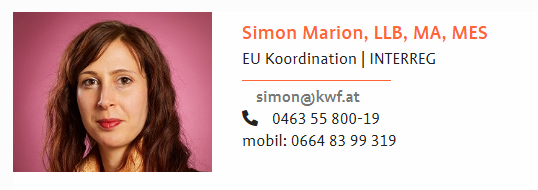 Simon Marion, LLB, MA, MES
EU Koordination | INTERREG
simon@kwf.at
0463 55 800-19
mobil: 0664 83 99 319